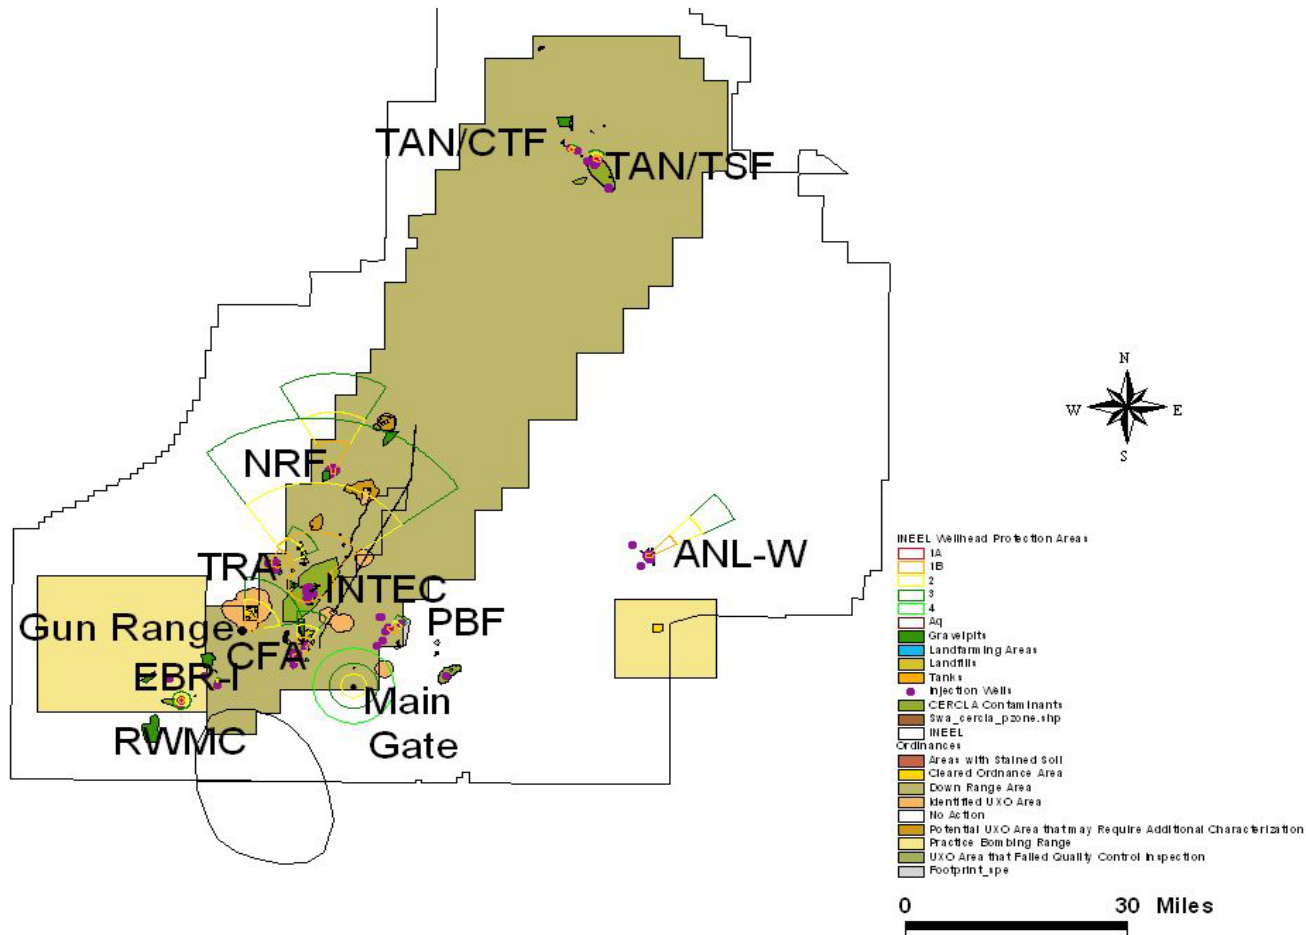 TAN/CTF
TAN/TSF
N
W E
S
NRF
ANL-W
TRA
INTEC
Gun Range
PBF
CFA
EBR-I
Main
Gate
RWMC
INEEL Wellhead Protection Areas
1A
1B
2
3
4
Aq
Gravelpits
Landfarming Areas
Landfills
Tanks
Injection Wells
CERCLA Contaminants
Swa_cercla_pzone.shp
INEEL
Ordinances
Areas with Stained Soil
Cleared Ordnance Area
Down Range Area
Identified UXO Area
No Action
Potential UXO Area that may Require Additional Characterization
Practice Bombing Range
UXO Area that Failed Quality Control Inspection
Footprint_spe
0 30 Miles